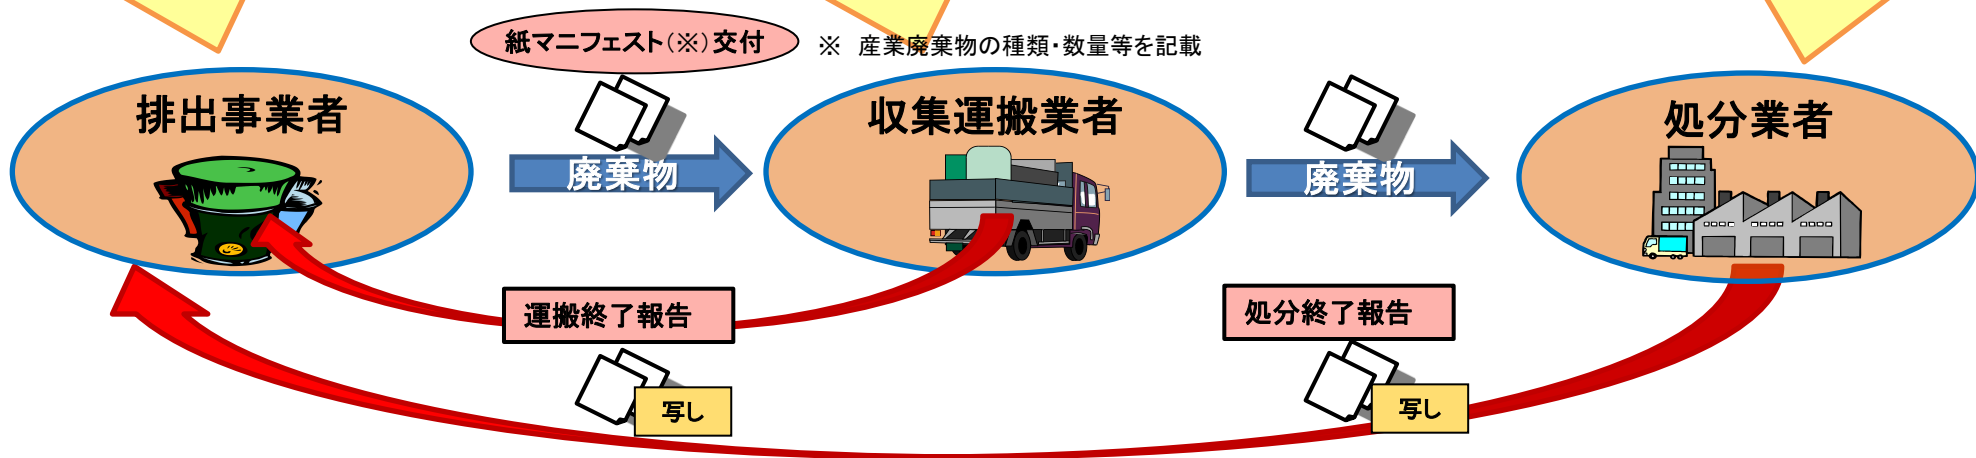 紙マニフェスト(※)交付
※ 産業廃棄物の種類・数量等を記載
排出事業者
廃棄物
収集運搬業者
廃棄物
処分業者
運搬終了報告
写し
処分終了報告
写し